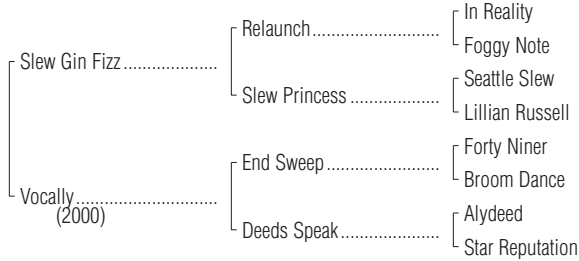 In Reality
Relaunch
Foggy Note
Slew Gin Fizz
Seattle Slew
Slew Princess
Lillian Russell
Forty Niner
End Sweep
Broom Dance
Vocally
(2000)
Alydeed
Deeds Speak
Star Reputation